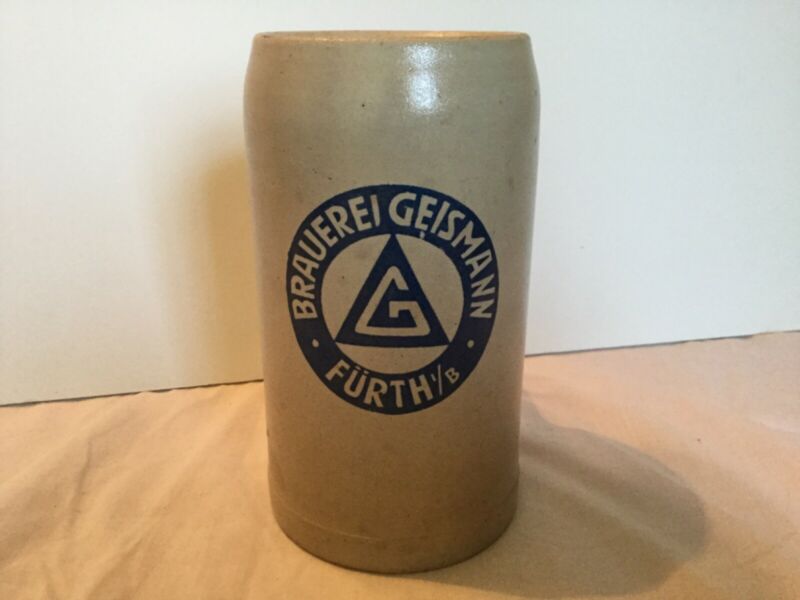 BRAUEREI GEISMANN
G
· FÜRTH i/B ·